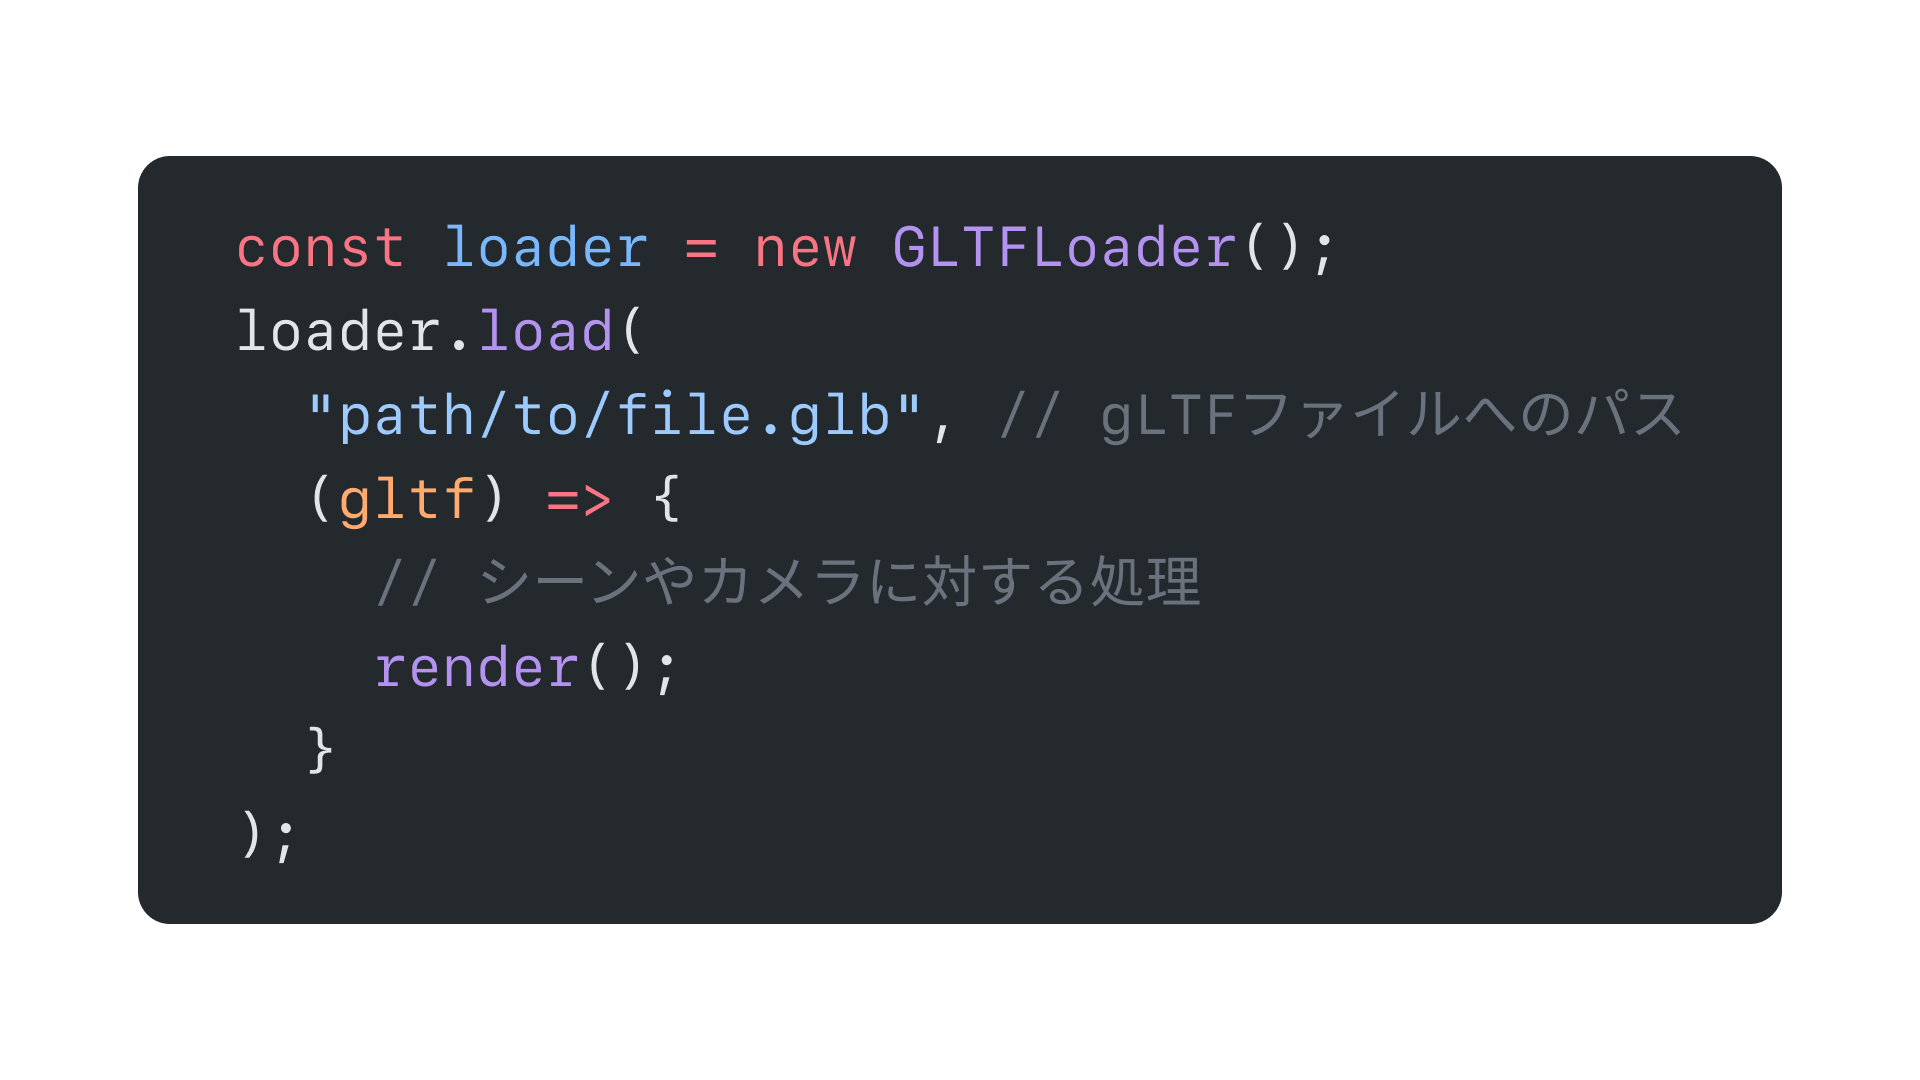 const loader = new GLTFLoader();
loader.load(
  "path/to/file.glb", // gLTFファイルへのパス
  (gltf) => {
    // シーンやカメラに対する処理
    render();
  }
);